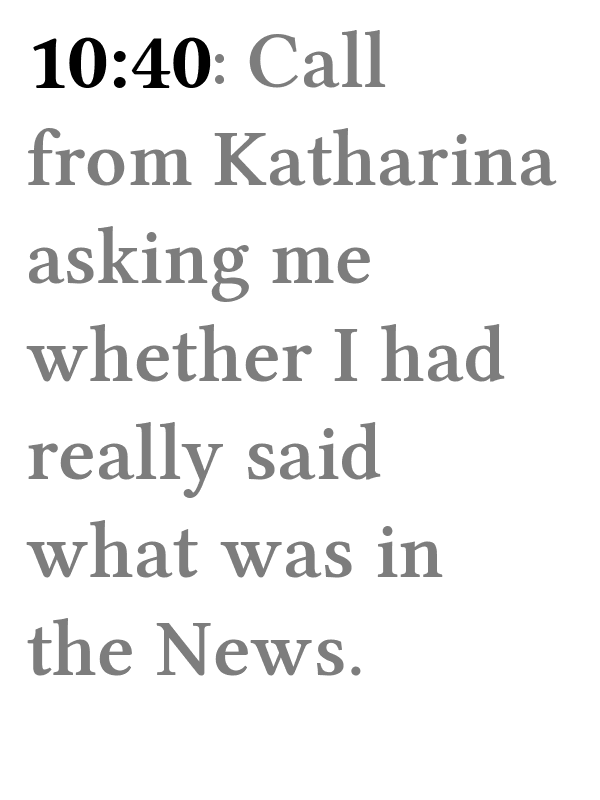 10:40: Call
from Katharina
asking me
whether I had
really said
what was in
the News.